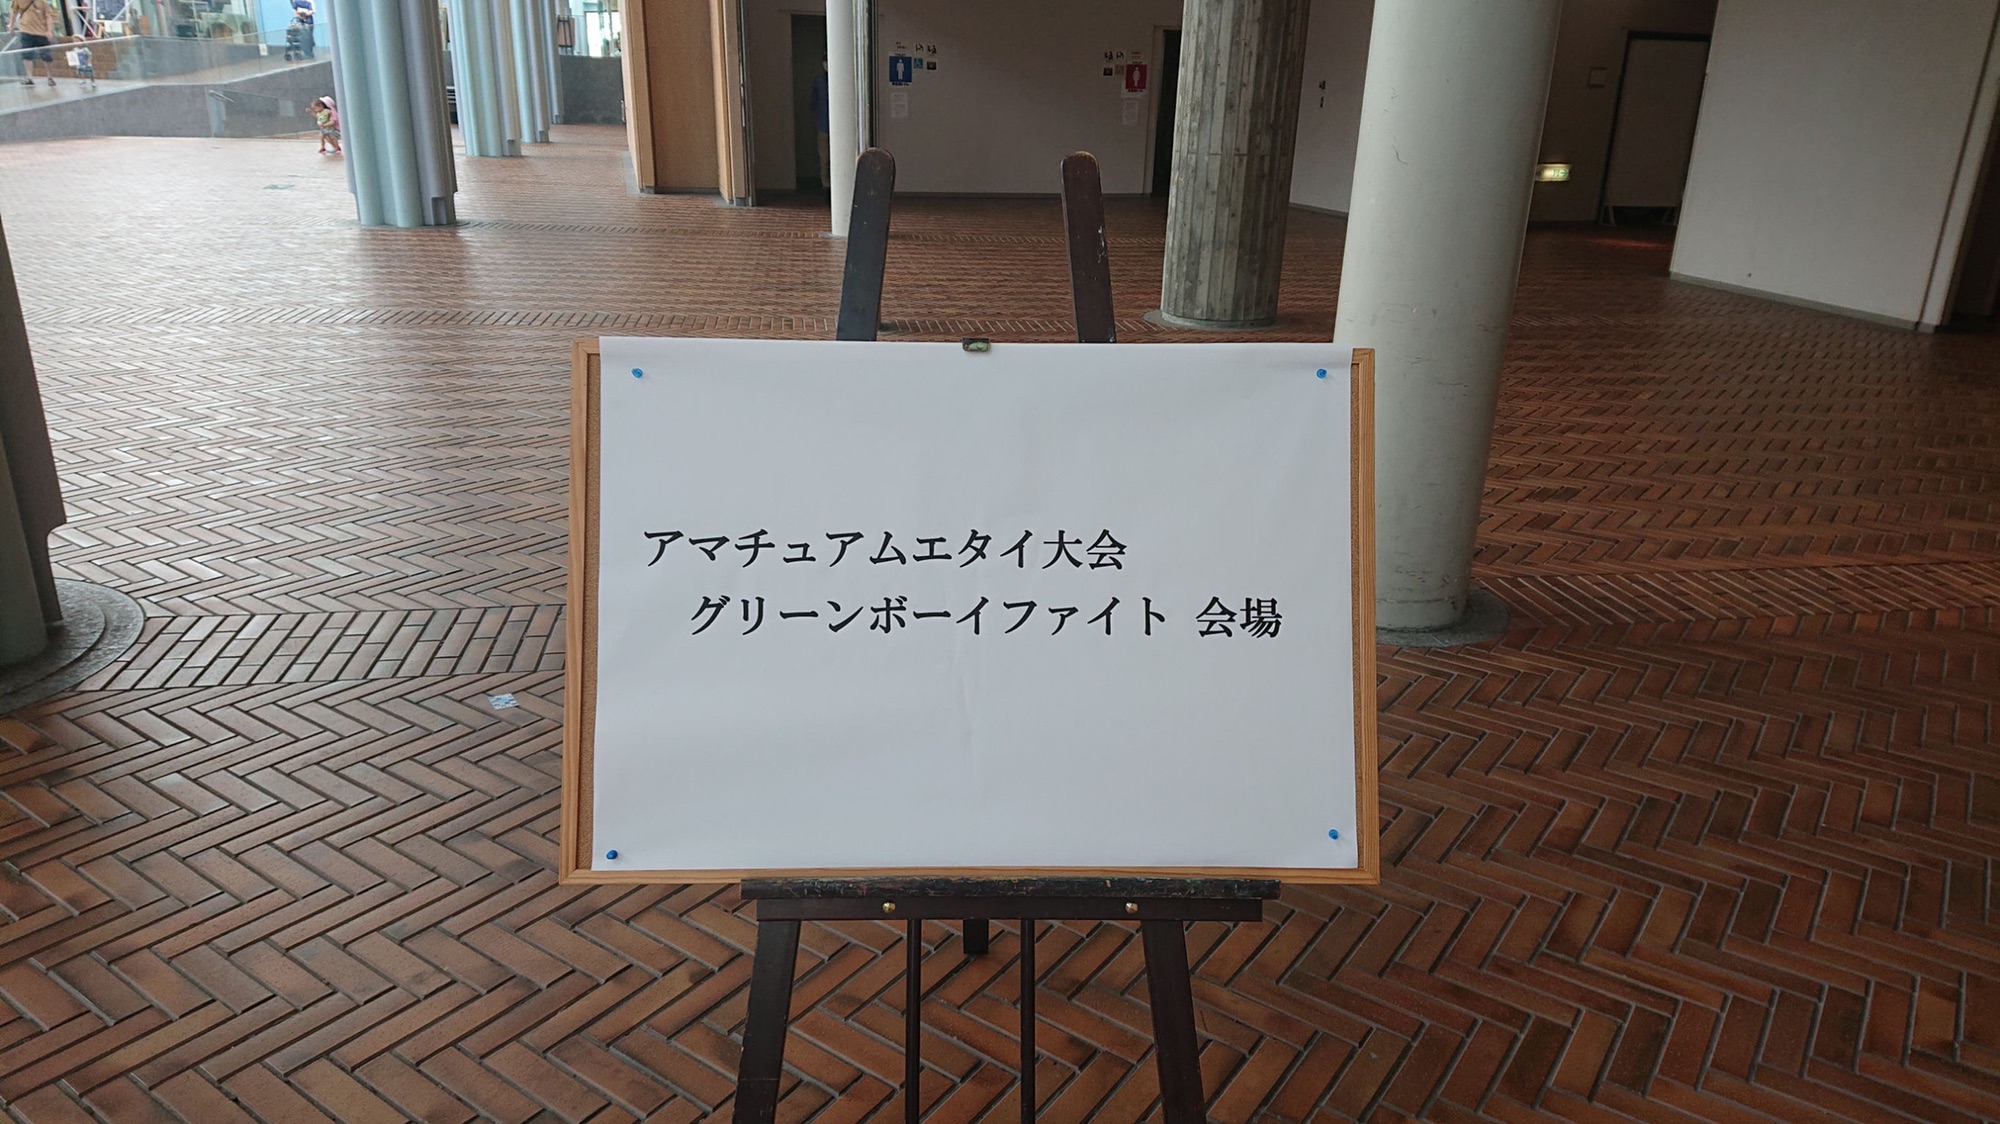 アマチュアムエタイ大会
グリーンボーイファイト 会場